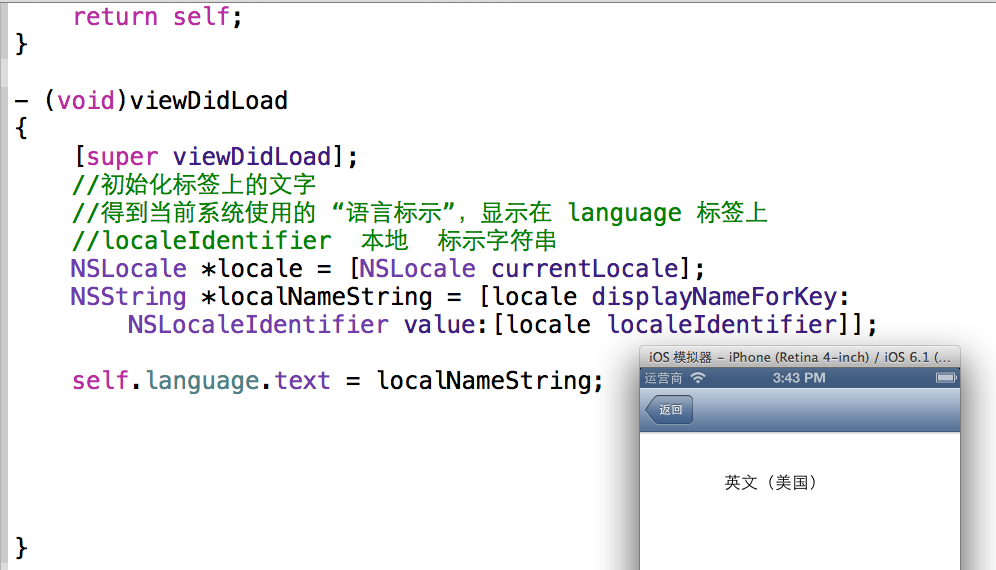 return self;
}
- (void)viewDidLoad
{
[super viewDidLoad];
//初始化标签上的文字
//得到当前系统使用的 “语言标示”，显示在 language 标签上
//localeIdentifier  本地  标示字符串
NSLocale *locale = [NSLocale currentLocale];
NSString *localNameString = [locale displayNameForKey:
NSLocaleIdentifier value:[locale localeIdentifier]];
self.language.text = localNameString;
}
iOS 模拟器 - iPhone (Retina 4-inch) / iOS 6.1 (...
运营商 3:43 PM
返回
英文（美国）